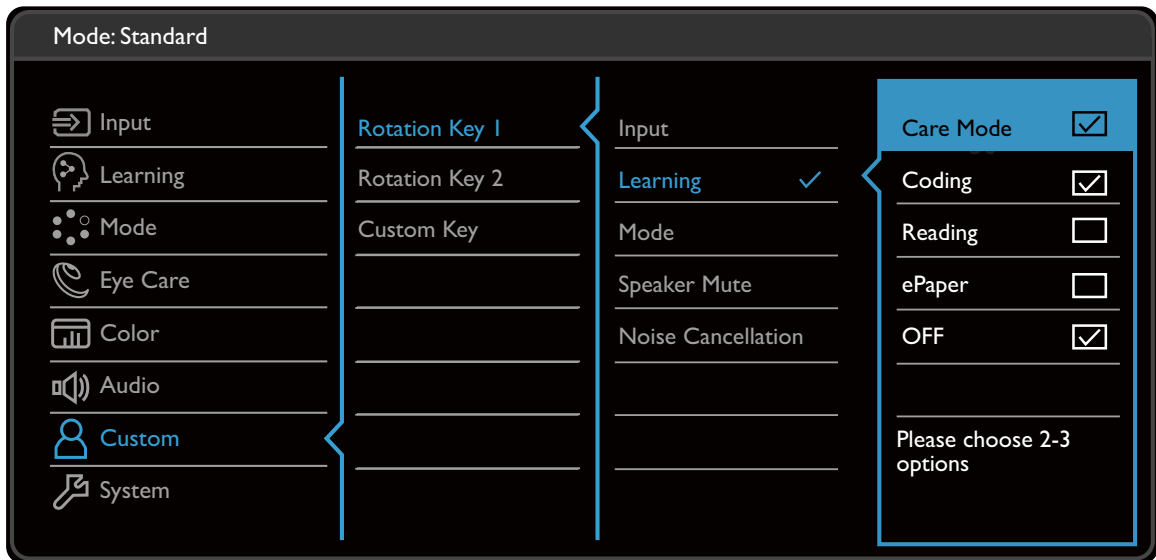 Mode: Standard
Input
Learning
Mode
Eye Care
Color
Audio
Custom
System
Rotation Key 1
Rotation Key 2
Custom Key
Input
Learning
Mode
Speaker Mute
Noise Cancellation
Care Mode
Coding
Reading
ePaper
OFF
Please choose 2-3
options